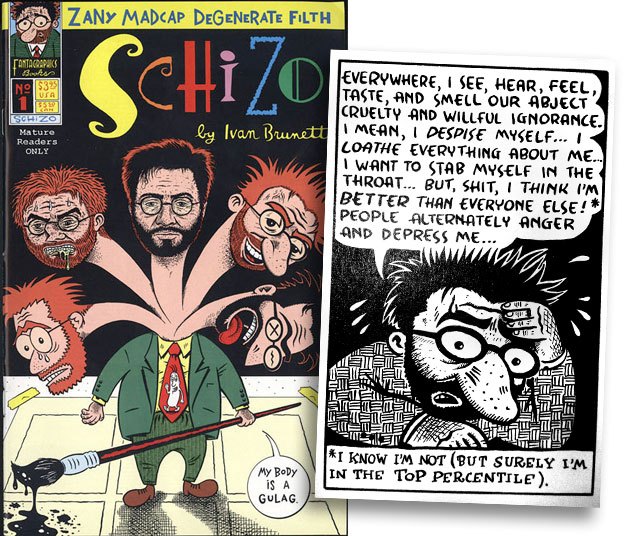 ZANY MADCAP DEGENERATE FILTH
SCHIZO
FANTAGRAPHICS
Books
No
1
$3.95
USA
CAN
SCHIZO
Mature
Readers
ONLY
by Ivan Brunett
MY BODY
IS A
GULAG.
EVERYWHERE, I SEE, HEAR, FEEL,
TASTE, AND SMELL OUR ABJECT
CRUELTY AND WILLFUL IGNORANCE.
I MEAN, I DESPISE MYSELF... I
LOATHE EVERYTHING ABOUT ME...
I WANT TO STAB MYSELF IN THE
THROAT... BUT, SHIT, I THINK I'M
BETTER THAN EVERYONE ELSE!*
PEOPLE ALTERNATELY ANGER
AND DEPRESS ME...
*I KNOW I'M NOT (BUT SURELY I'M
IN THE TOP PERCENTILE).